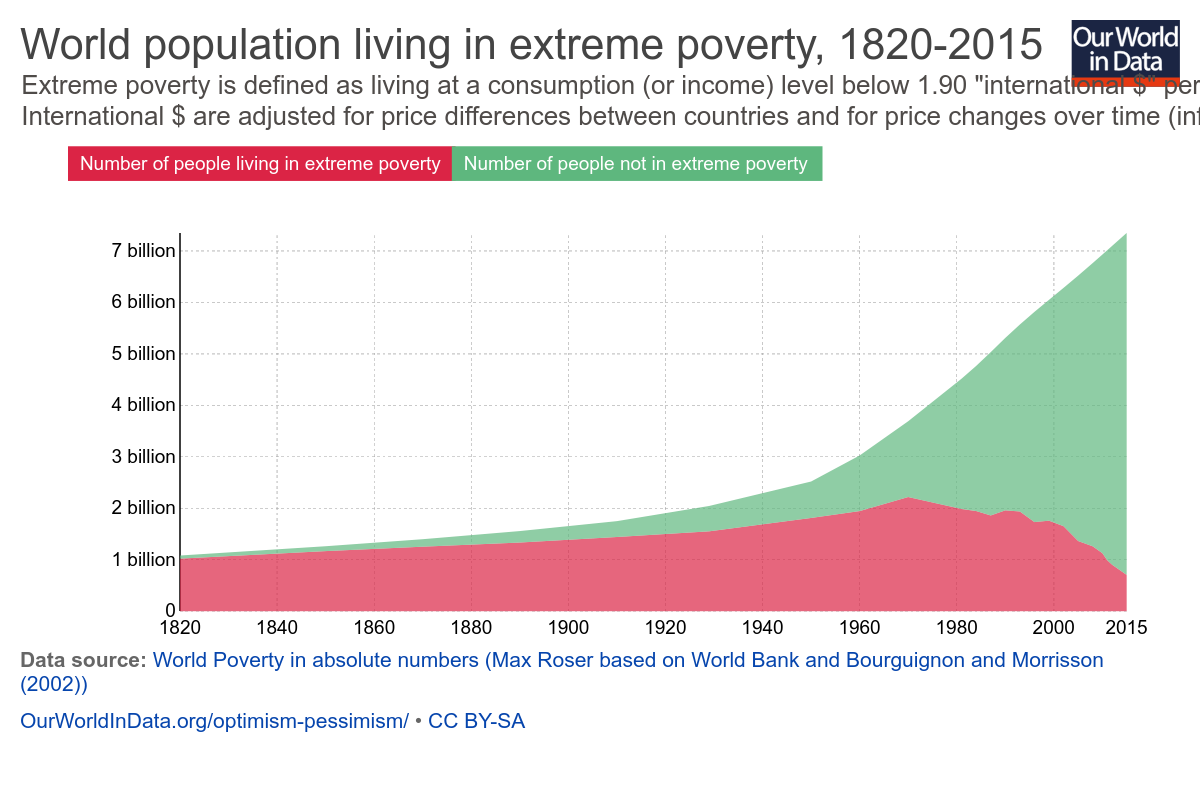 World population living in extreme poverty, 1820-2015
Our World
in Data
Extreme poverty is defined as living at a consumption (or income) level below 1.90 "international $" per
International $ are adjusted for price differences between countries and for price changes over time
Number of people living in extreme poverty
Number of people not in extreme poverty
7 billion
6 billion
5 billion
4 billion
3 billion
2 billion
1 billion
0
1820 1840 1860 1880 1900 1920 1940 1960 1980 2000 2015
Data source: World Poverty in absolute numbers (Max Roser based on World Bank and Bourguignon and Morrisson
(2002))
OurWorldInData.org/optimism-pessimism/ • CC BY-SA